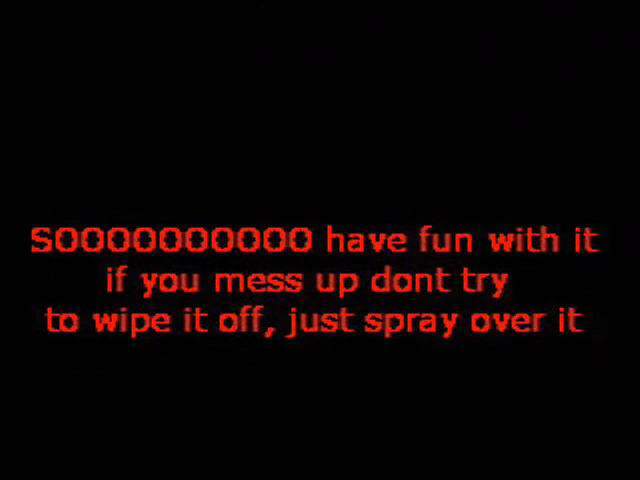 SOOOOOOOOOO have fun with it
if you mess up dont try
to wipe it off, just spray over it